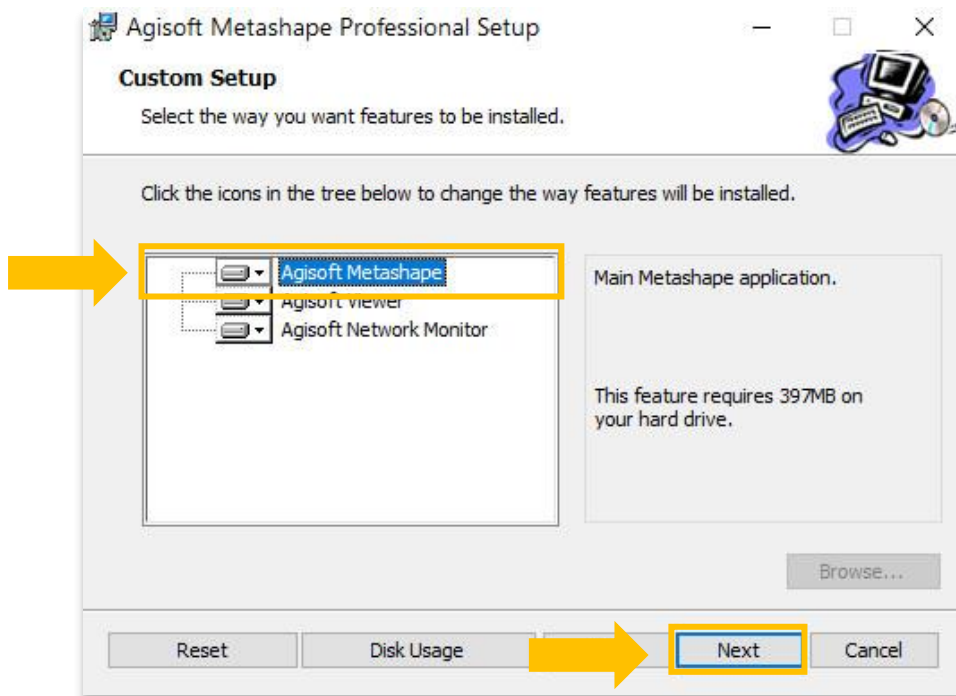 Agisoft Metashape Professional Setup
Custom Setup
Select the way you want features to be installed.
Click the icons in the tree below to change the way features will be installed.
Agisoft Metashape
Agisoft Viewer
Agisoft Network Monitor
Main Metashape application.
This feature requires 397MB on
your hard drive.
Browse...
Reset Disk Usage Next Cancel